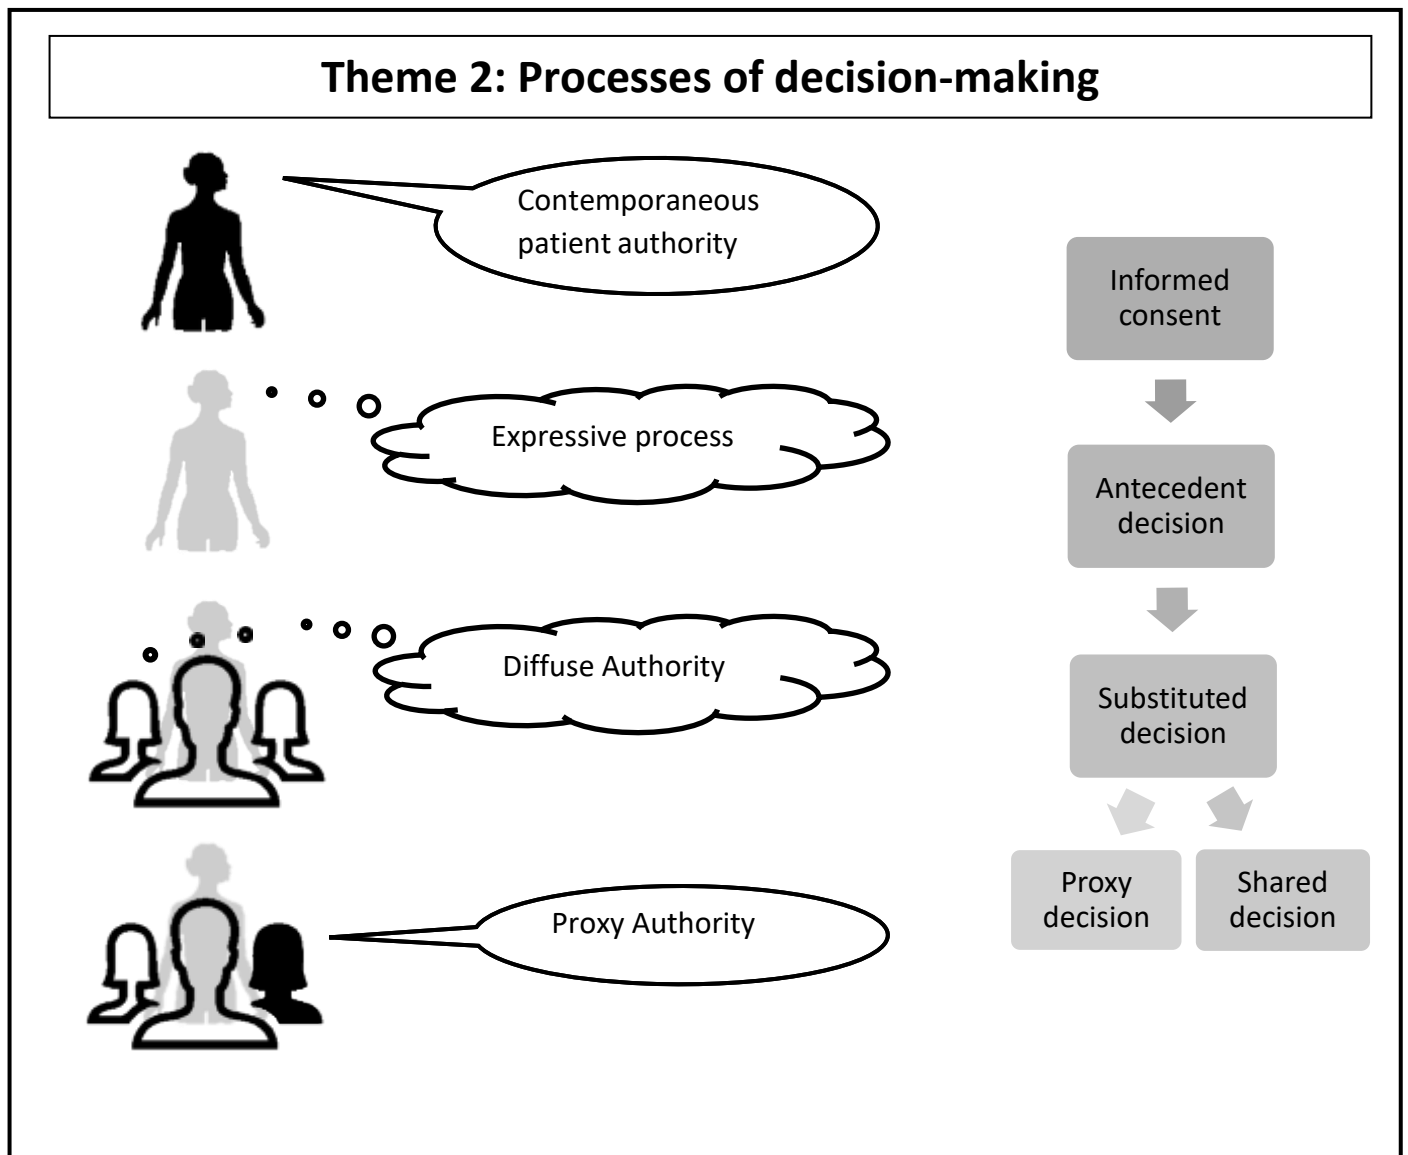 Theme 2: Processes of decision-making
Contemporaneous
patient authority
Expressive process
Diffuse Authority
Proxy Authority
Informed
consent
Antecedent
decision
Substituted
decision
Proxy
decision
Shared
decision